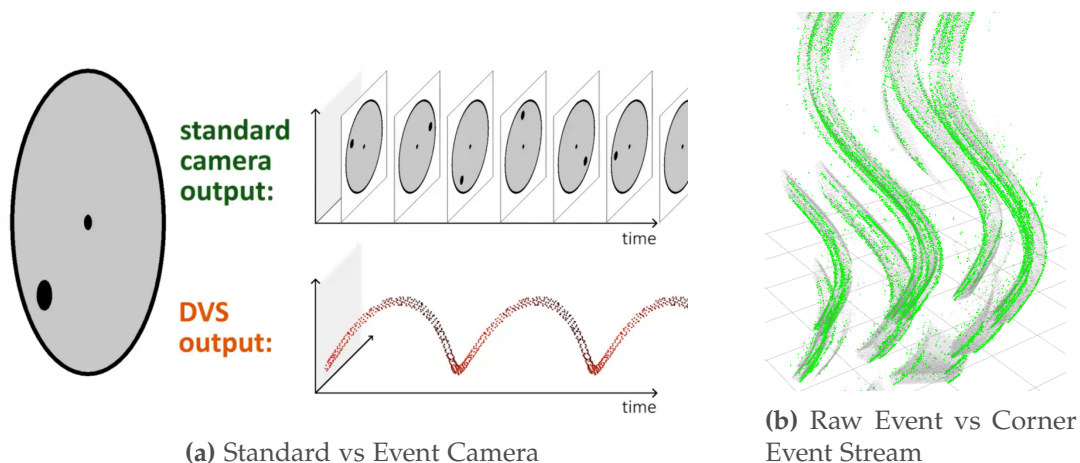 standard
camera
output:
time
DVS
output:
time
(a) Standard vs Event Camera
(b) Raw Event vs Corner
Event Stream